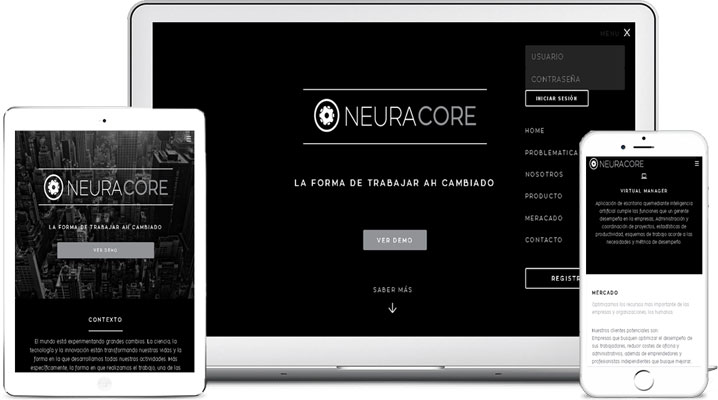 MENU X
USUARIO
CONTRASEÑA
INICIAR SESIÓN
HOME
PROBLEMATICA
NOSOTROS
PRODUCTO
MERACADO
CONTACTO
REGISTR
NEURACORE
LA FORMA DE TRABAJAR AH CAMBIADO
VER DEMO
SABER MÁS
NEURACORE
LA FORMA DE TRABAJAR AH CAMBIADO
VER DEMO
CONTEXTO
El mundo está experimentando grandes cambios. La ciencia, la
tecnología y la innovación están transformando nuestras vidas y la
forma en la que desarrollamos todas nuestras actividades. Más
específicamente, la forma en que realizamos el trabajo, una de las
NEURACORE
VIRTUAL MANAGER
Aplicación de escritorio quemediante inteligencia
artificial cumple las funciones que un gerente
desempeña en la empresa, Administración y
coordinación de proyectos, estadísticas de
productividad, esquemas de trabajo acorde a las
necesidades y métrica de desempeño
MERCADO
Optimizamos los recursos mas importante de las
empresas y organizaciones, los humanos
Nuestros clientes potenciales son:
Empresas que busquen optimizar el desempeño de
sus trabajadores, reducir costes de oficina y
administrativos, además de emprendedores y
profesionistas independientes que busque mejorar